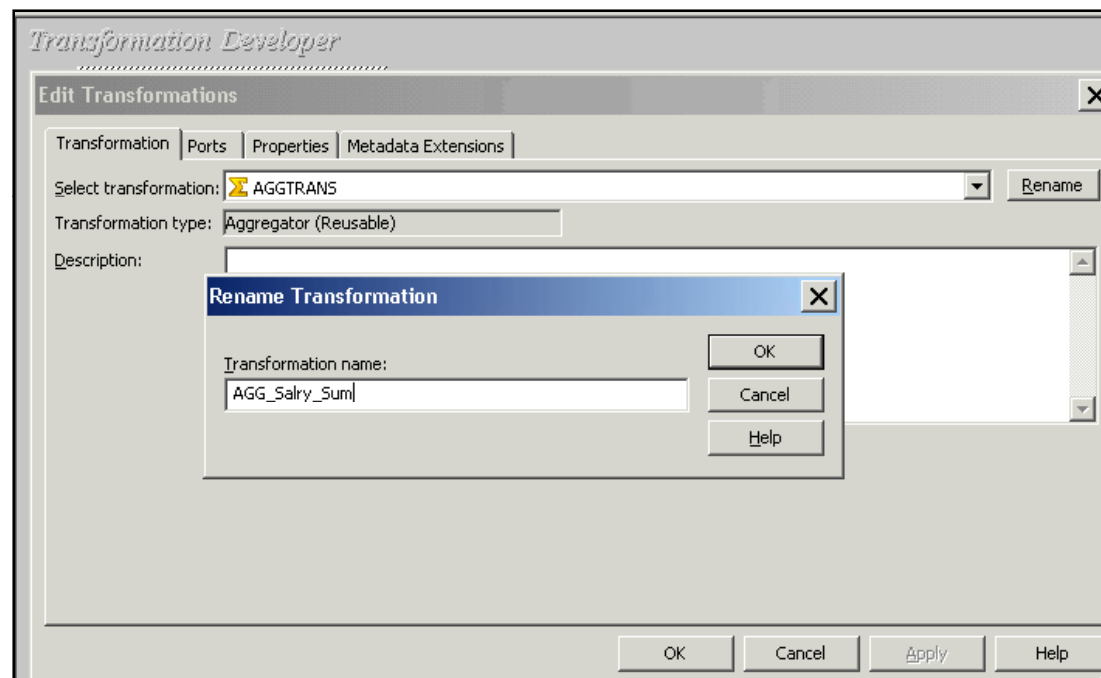 Transformation Developer
Edit Transformations
Transformation Ports Properties Metadata Extensions
Select transformation: AGGTRANS Rename
Transformation type: Aggregator (Reusable)
Description:
Rename Transformation
OK
Transformation name:
AGG_Salry_Sum
Cancel
Help
OK Cancel Apply Help